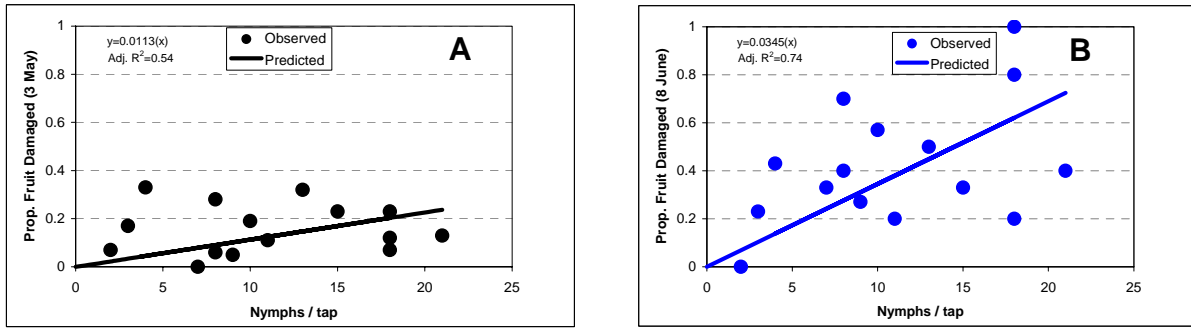 y=0.0113(x)
Adj. R²=0.54
Observed
Predicted
A
Prop. Fruit Damaged (3 May)
1
0.8
0.6
0.4
0.2
0
0 5 10 15 20 25
Nymphs / tap
y=0.0345(x)
Adj. R²=0.74
Observed
Predicted
B
Prop. Fruit Damaged (8 June)
1
0.8
0.6
0.4
0.2
0
0 5 10 15 20 25
Nymphs / tap